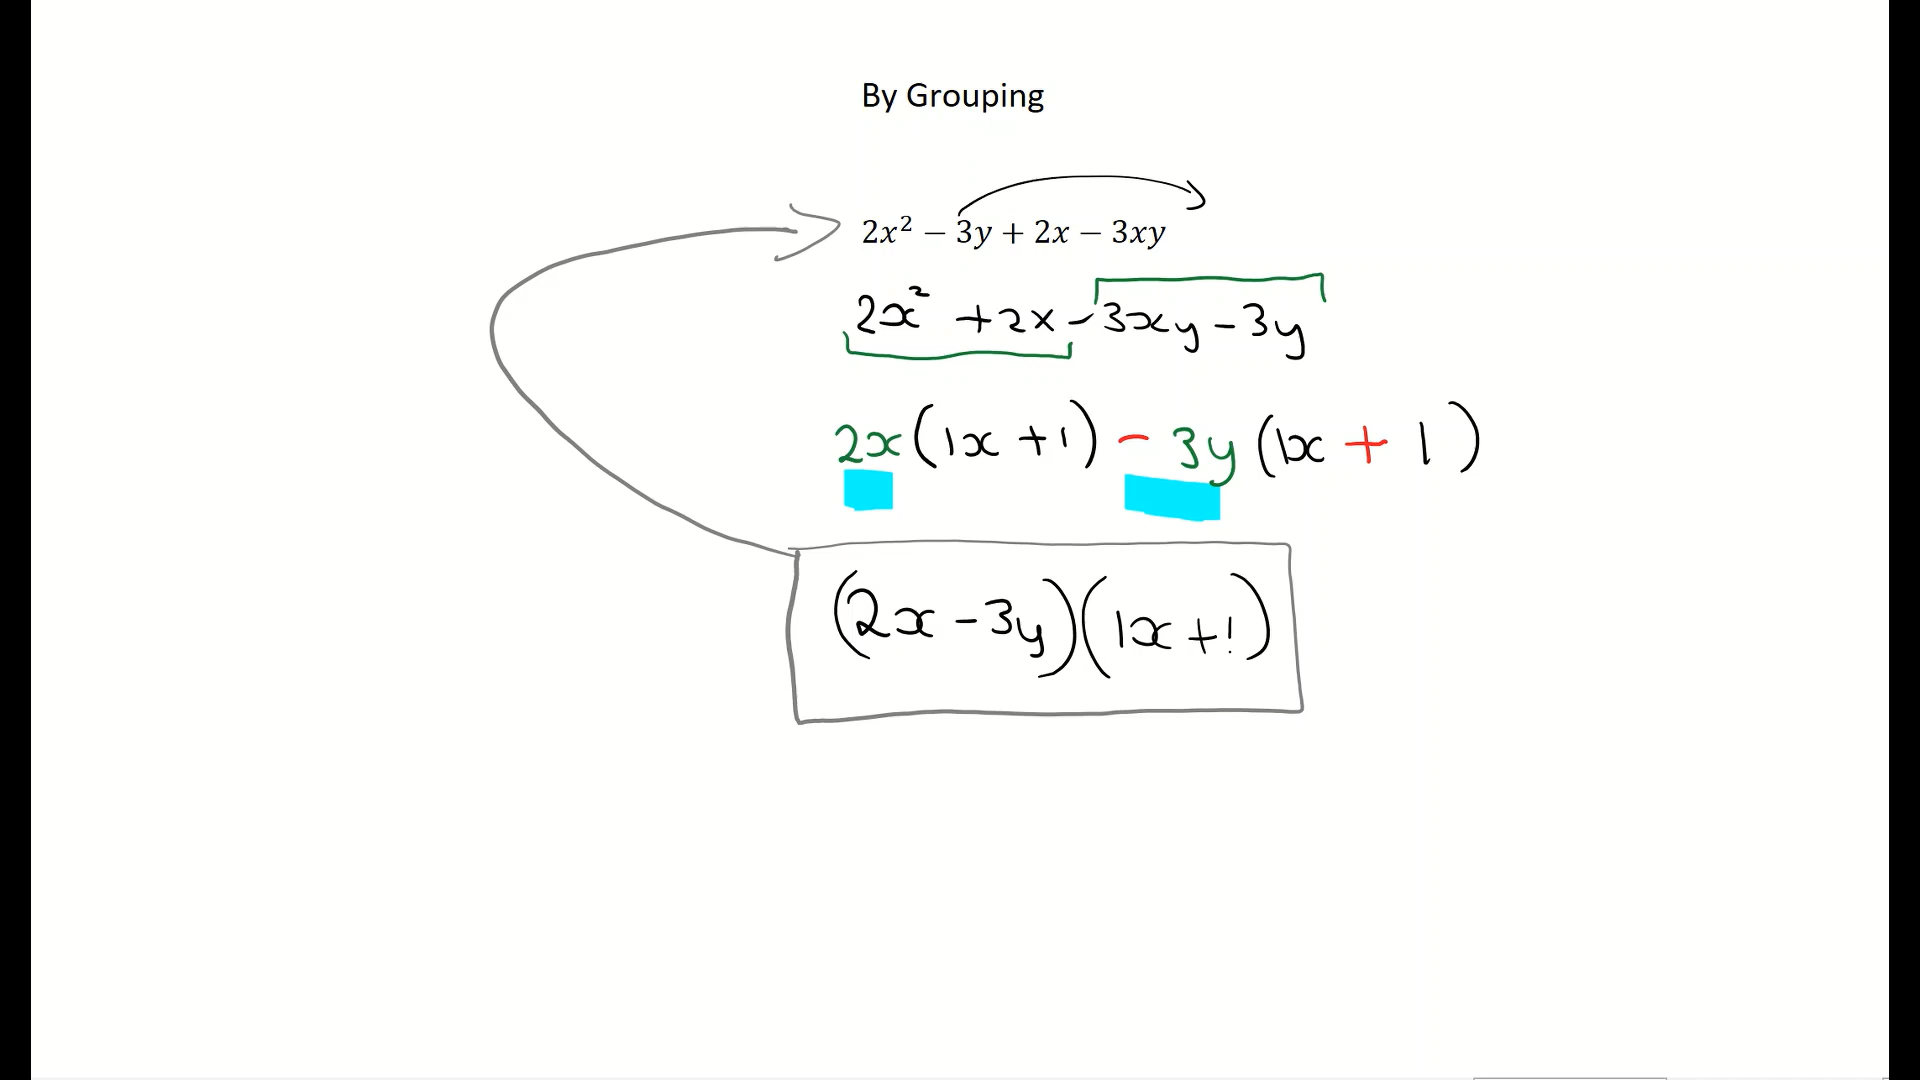 By Grouping
2x² − 3y + 2x − 3xy
2x² + 2x - 3xy - 3y
2x(1x + 1) - 3y(1x + 1)
(2x - 3y)(1x + 1)